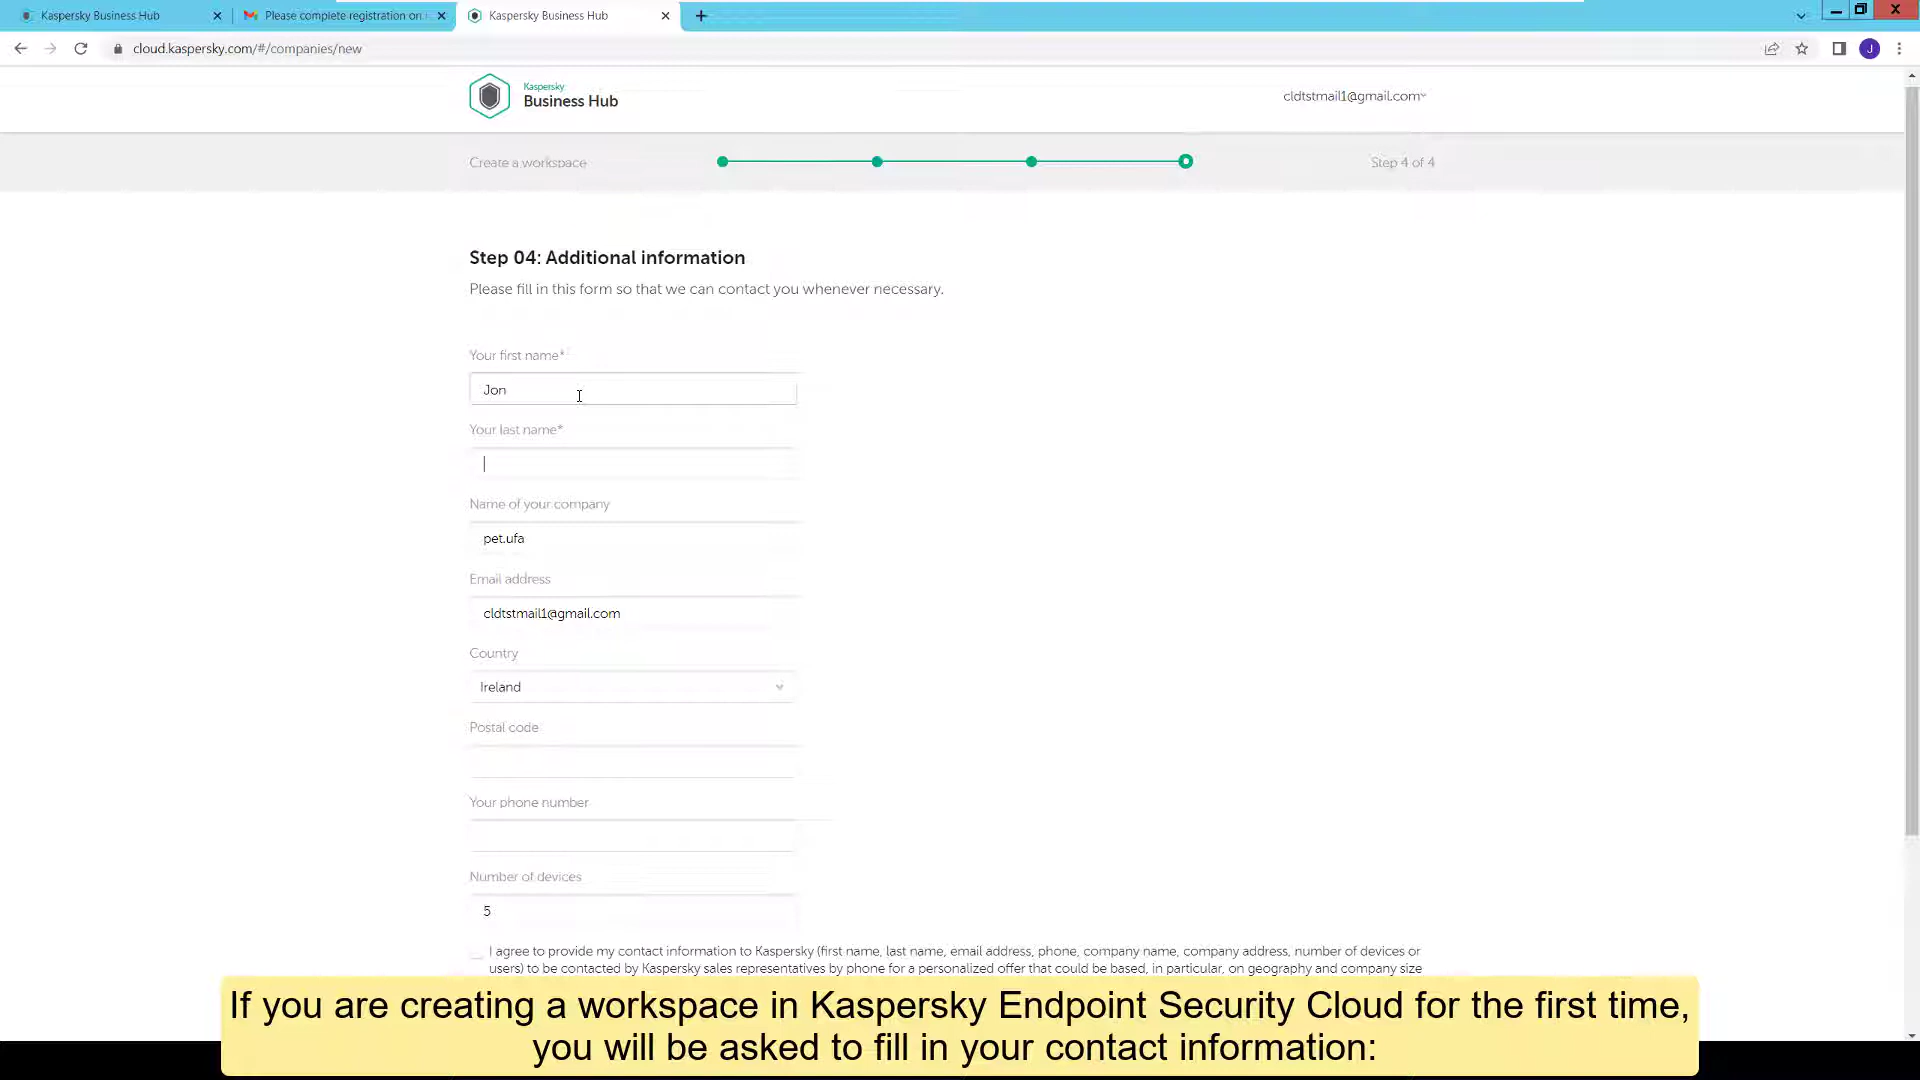 Kaspersky Business Hub
Please complete registration on
Kaspersky Business Hub
cloud.kaspersky.com/#/companies/new
J
Kaspersky
Business Hub
cldtstmail1@gmail.com
Create a workspace
Step 4 of 4
Step 04: Additional information
Please fill in this form so that we can contact you whenever necessary.
Your first name*
Jon
Your last name*
Name of your company
pet.ufa
Email address
cldtstmail1@gmail.com
Country
Ireland
Postal code
Your phone number
Number of devices
5
I agree to provide my contact information to Kaspersky (first name, last name, email address, phone, company name, company address, number of devices or
users) to be contacted by Kaspersky sales representatives by phone for a personalized offer that could be based, in particular, on geography and company size
If you are creating a workspace in Kaspersky Endpoint Security Cloud for the first time,
you will be asked to fill in your contact information: